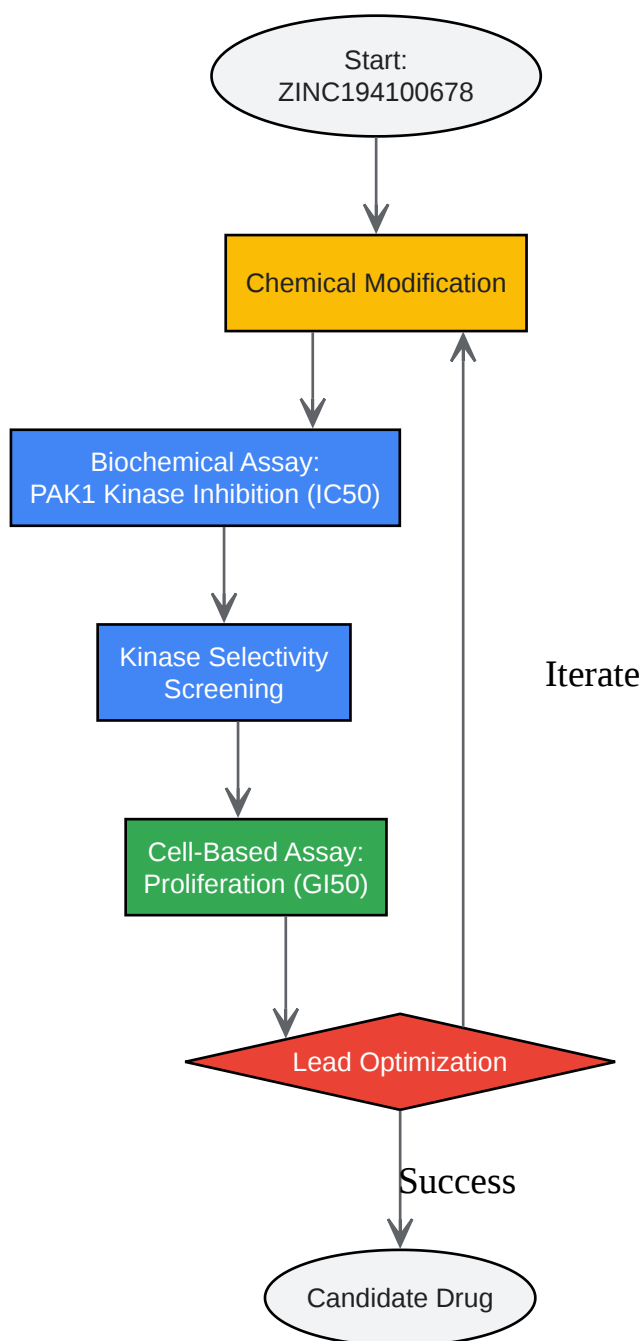 Start:
ZINC194100678
Chemical Modification
Biochemical Assay:
PAK1 Kinase Inhibition (IC50)
Kinase Selectivity
Screening
Iterate
Cell-Based Assay:
Proliferation (GI50)
Lead Optimization
Success
Candidate Drug